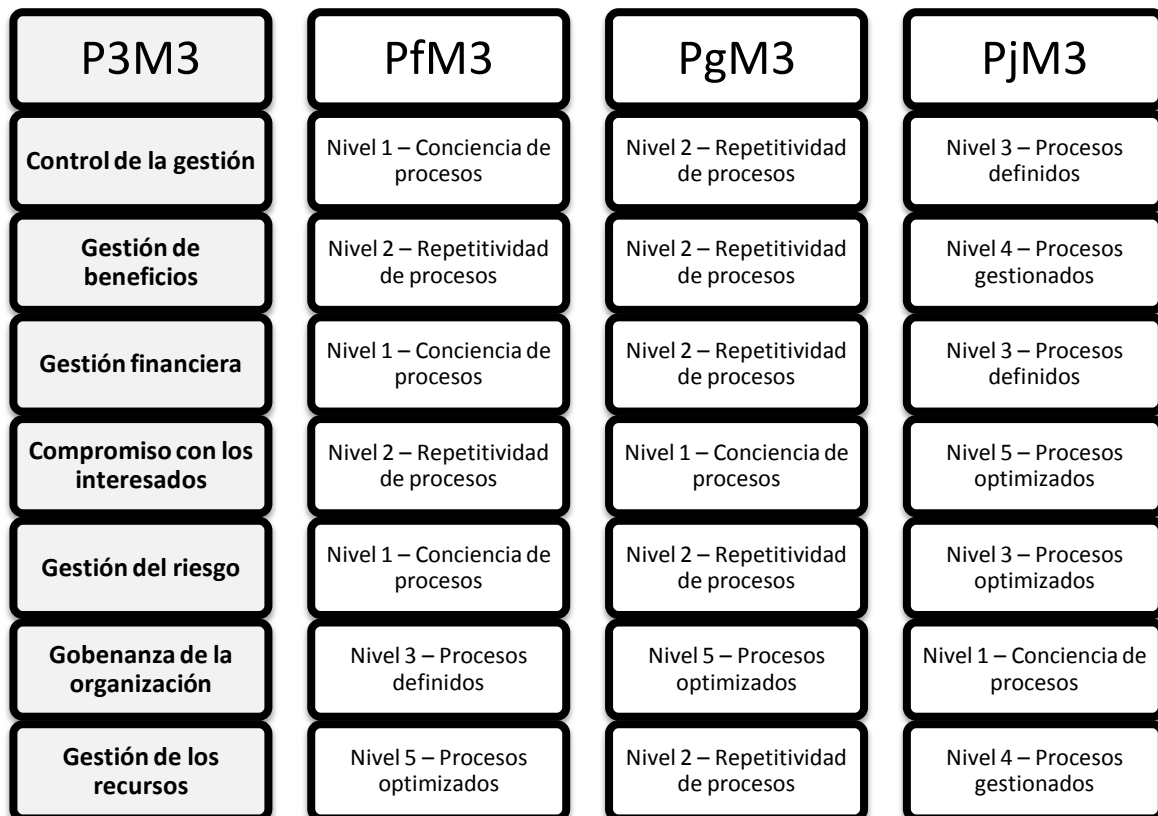 P3M3
PfM3
PgM3
PjM3
Control de la gestión
Nivel 1 – Conciencia de
procesos
Nivel 2 – Repetitividad
de procesos
Nivel 3 – Procesos
definidos
Gestión de
beneficios
Nivel 2 – Repetitividad
de procesos
Nivel 2 – Repetitividad
de procesos
Nivel 4 – Procesos
gestionados
Gestión financiera
Nivel 1 – Conciencia de
procesos
Nivel 2 – Repetitividad
de procesos
Nivel 3 – Procesos
definidos
Compromiso con los
interesados
Nivel 2 – Repetitividad
de procesos
Nivel 1 – Conciencia de
procesos
Nivel 5 – Procesos
optimizados
Gestión del riesgo
Nivel 1 – Conciencia de
procesos
Nivel 2 – Repetitividad
de procesos
Nivel 3 – Procesos
optimizados
Gobenanza de la
organización
Nivel 3 – Procesos
definidos
Nivel 5 – Procesos
optimizados
Nivel 1 – Conciencia de
procesos
Gestión de los
recursos
Nivel 5 – Procesos
optimizados
Nivel 2 – Repetitividad
de procesos
Nivel 4 – Procesos
gestionados